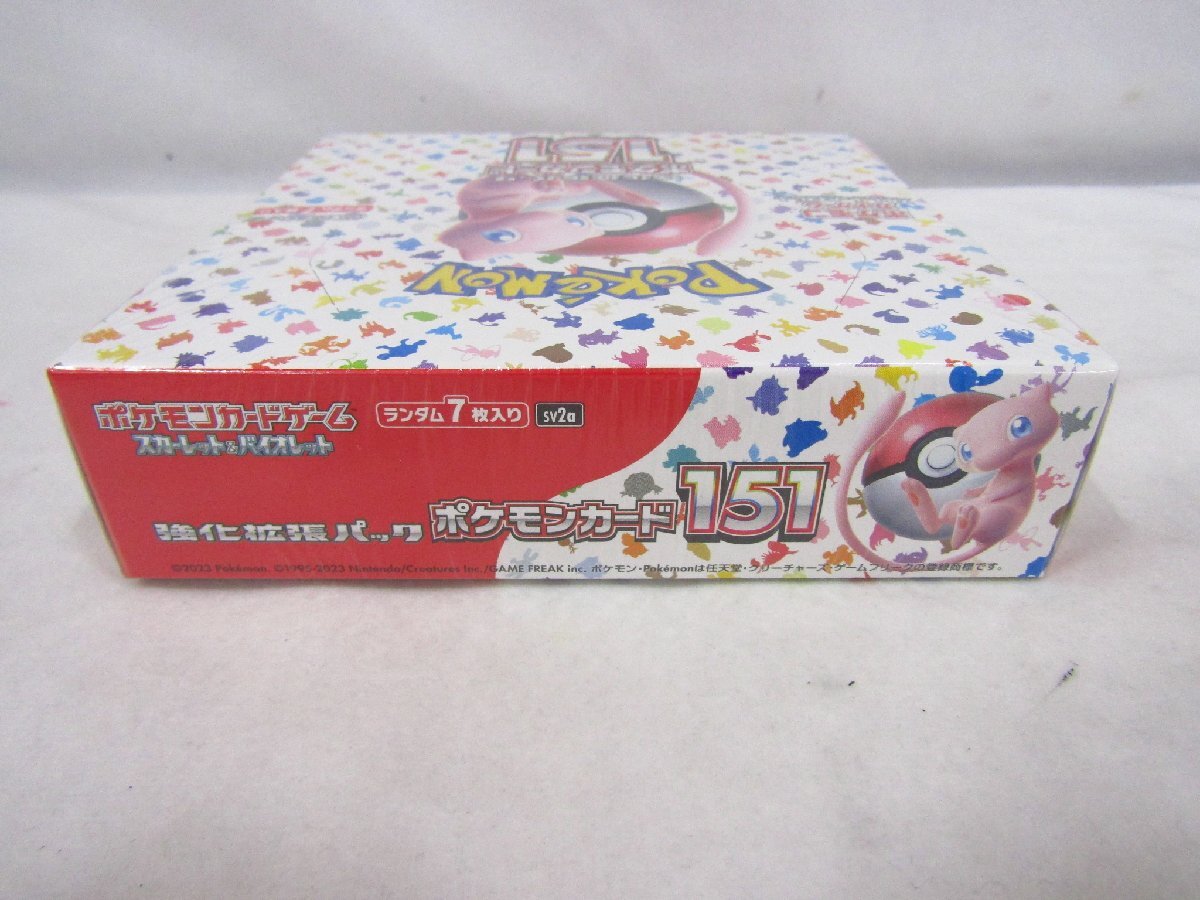 151
POKÉMON
ポケモンカードゲーム
スカーレット&バイオレット
ランダム7枚入り
sv2a
強化拡張パック ポケモンカード151
©2023 Pokémon. ©1995-2023 Nintendo/Creatures Inc./GAME FREAK inc. ポケモン・Pokémonは任天堂・クリーチャーズ・ゲームフリークの登録商標です。